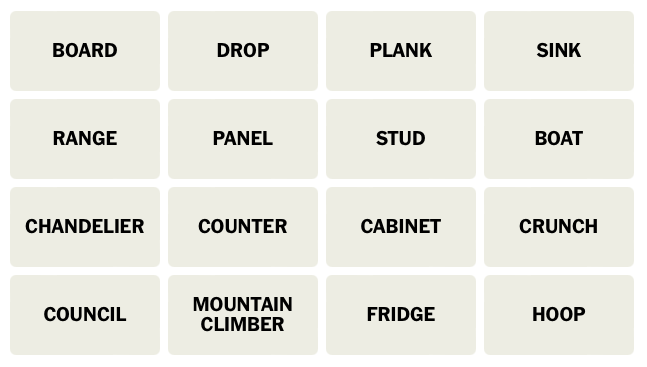 BOARD DROP PLANK SINK
RANGE PANEL STUD BOAT
CHANDELIER COUNTER CABINET CRUNCH
COUNCIL MOUNTAIN CLIMBER FRIDGE HOOP